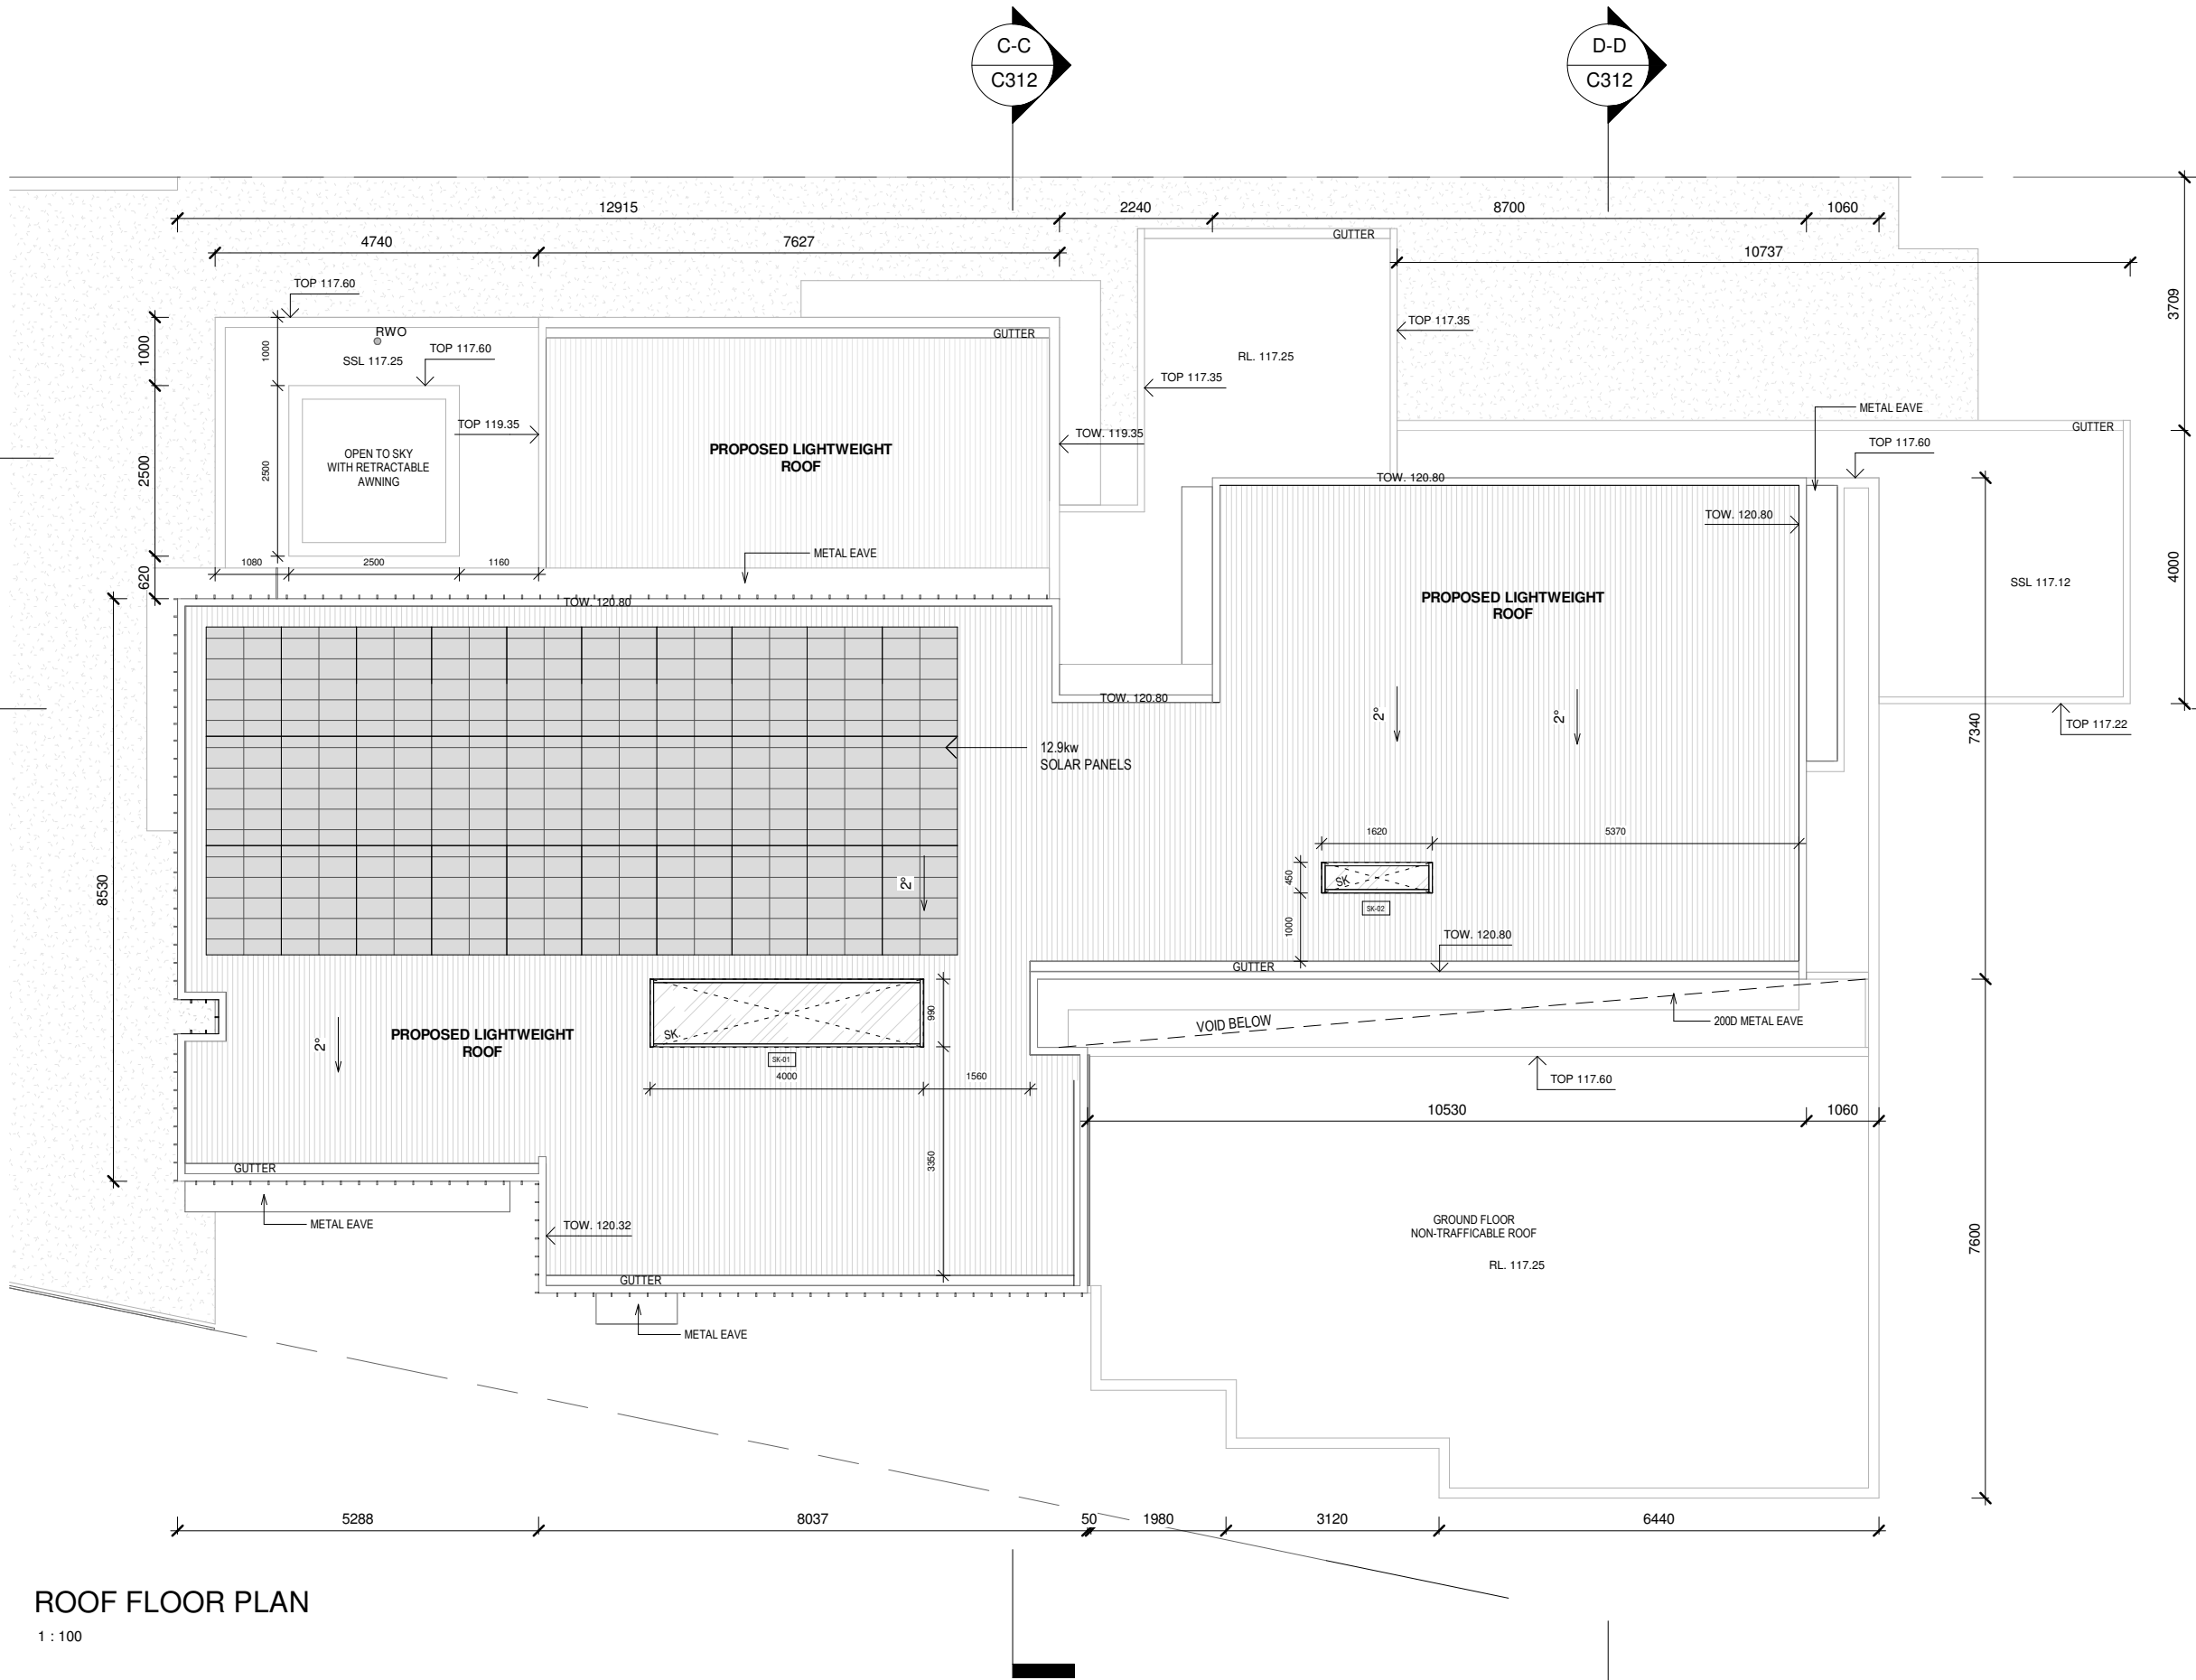 C-C
C312
D-D
C312
12915
2240
8700
1060
4740
7627
10737
GUTTER
3709
TOP 117.60
RWO
SSL 117.25
TOP 117.60
1000
1000
GUTTER
TOP 117.35
RL. 117.25
TOP 117.35
METAL EAVE
GUTTER
TOP 119.35
TOW. 119.35
TOP 117.60
PROPOSED LIGHTWEIGHT
ROOF
OPEN TO SKY
WITH RETRACTABLE
AWNING
2500
2500
TOW. 120.80
TOW. 120.80
METAL EAVE
1080
2500
1160
620
SSL 117.12
4000
TOW. 120.80
PROPOSED LIGHTWEIGHT
ROOF
TOW. 120.80
2°
2°
TOP 117.22
7340
12.9kw
SOLAR PANELS
1620
5370
8530
2°
450
SK
SK-02
1000
TOW. 120.80
GUTTER
990
VOID BELOW
200D METAL EAVE
PROPOSED LIGHTWEIGHT
ROOF
2°
SK
SK-01
4000
1560
TOP 117.60
10530
1060
3350
GUTTER
METAL EAVE
TOW. 120.32
GROUND FLOOR
NON-TRAFFICABLE ROOF
RL. 117.25
7600
GUTTER
METAL EAVE
5288
8037
50
1980
3120
6440
ROOF FLOOR PLAN
1 : 100